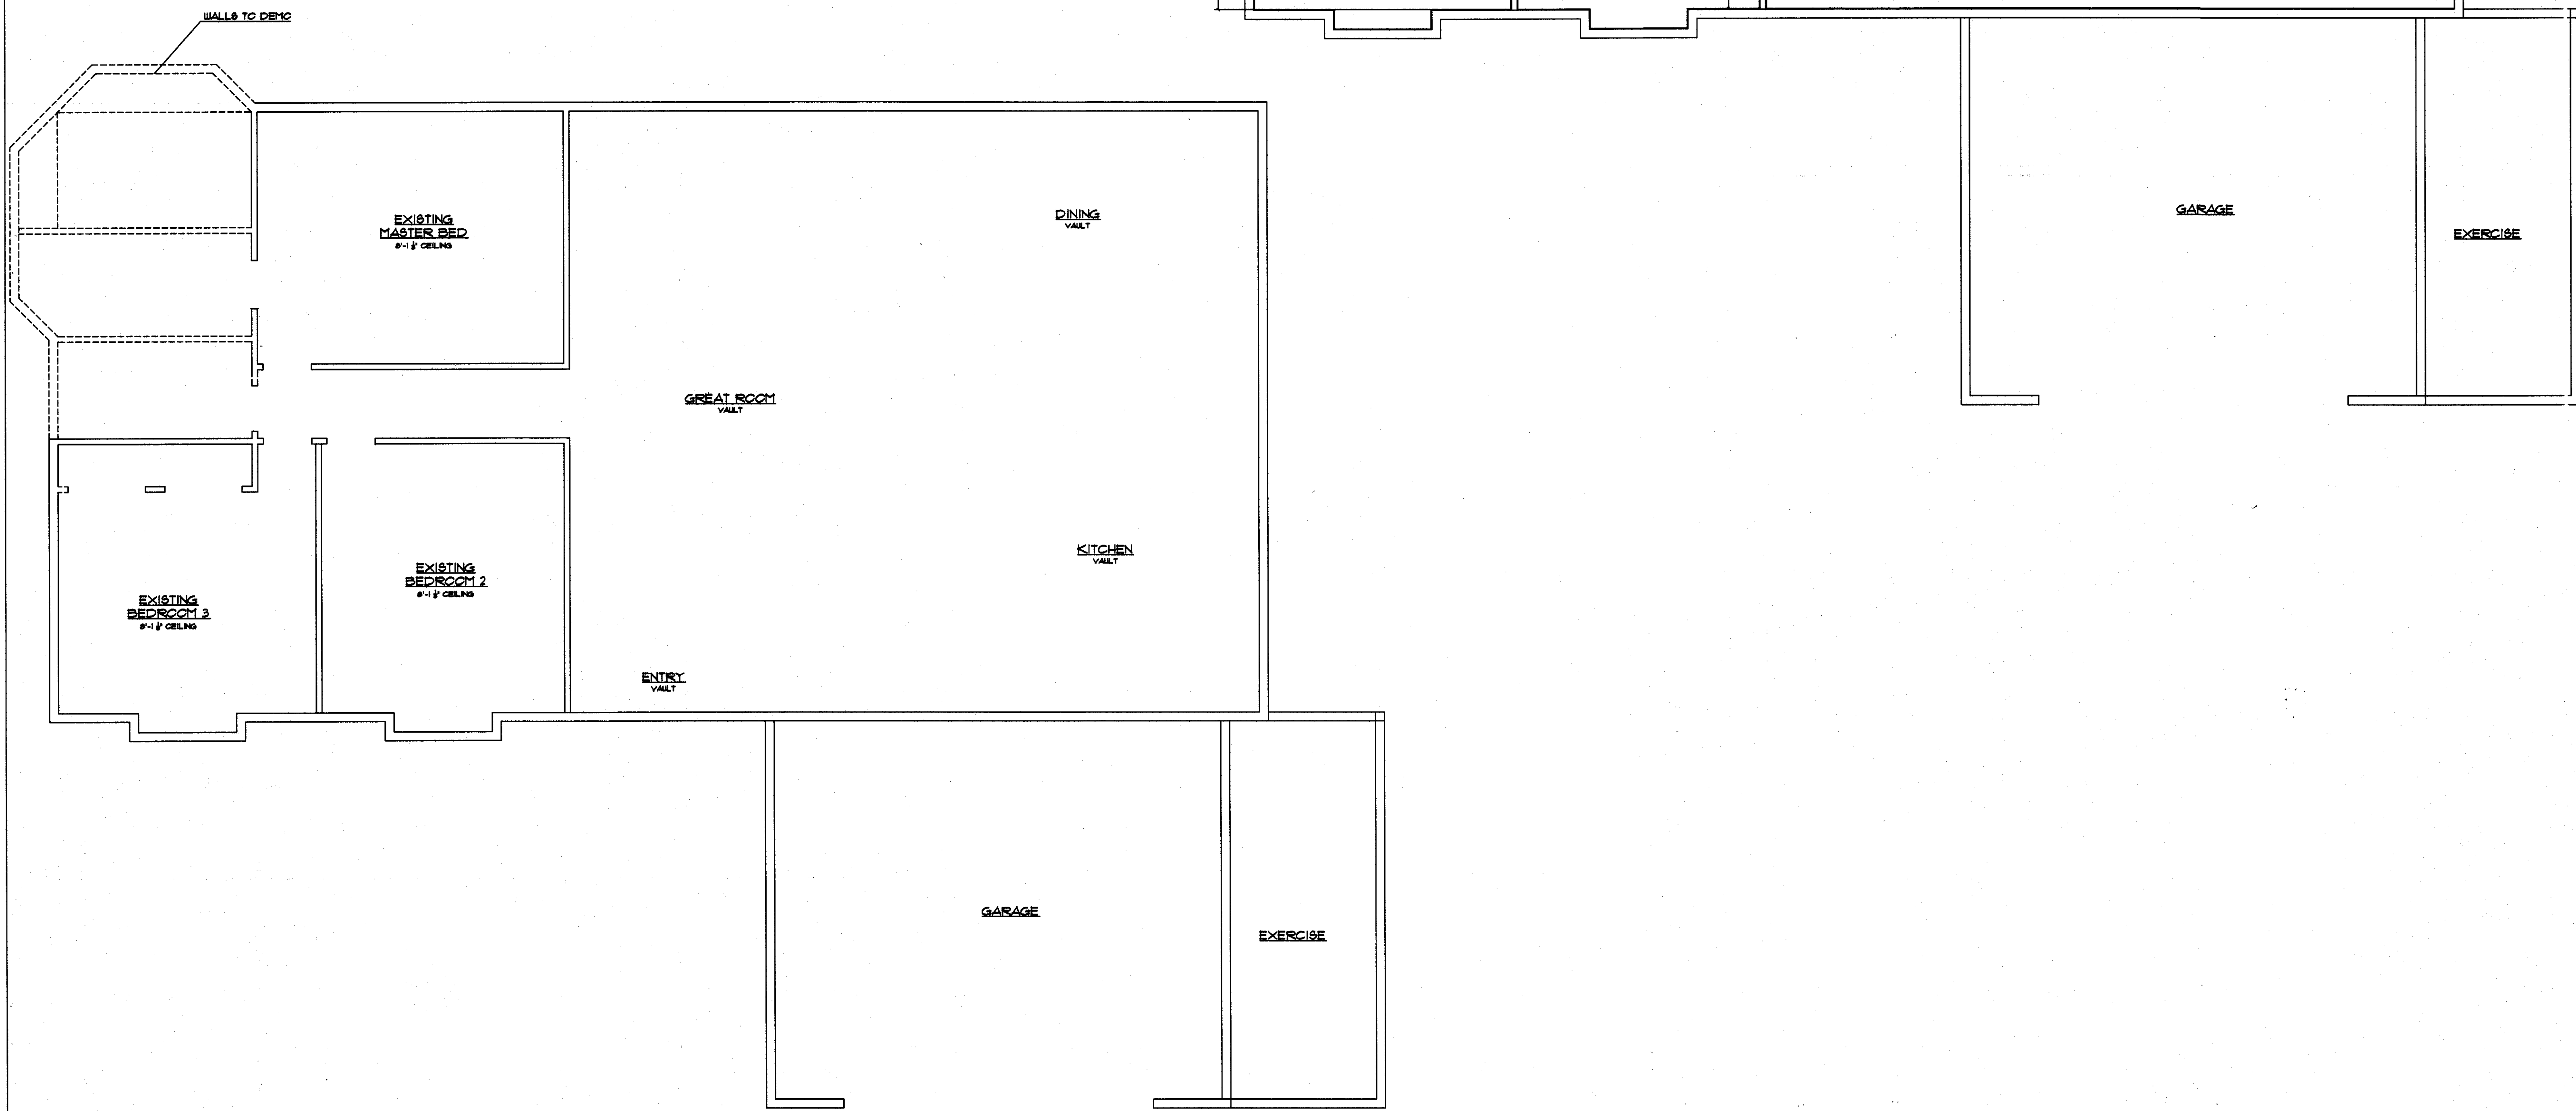 WALLS TO DEMO
EXISTING
MASTER BED
8'-1 1/8" CEILING
DINING
VAULT
GARAGE
EXERCISE
GREAT ROOM
VAULT
KITCHEN
VAULT
EXISTING
BEDROOM 2
8'-1 1/8" CEILING
EXISTING
BEDROOM 3
8'-1 1/8" CEILING
ENTRY
VAULT
GARAGE
EXERCISE